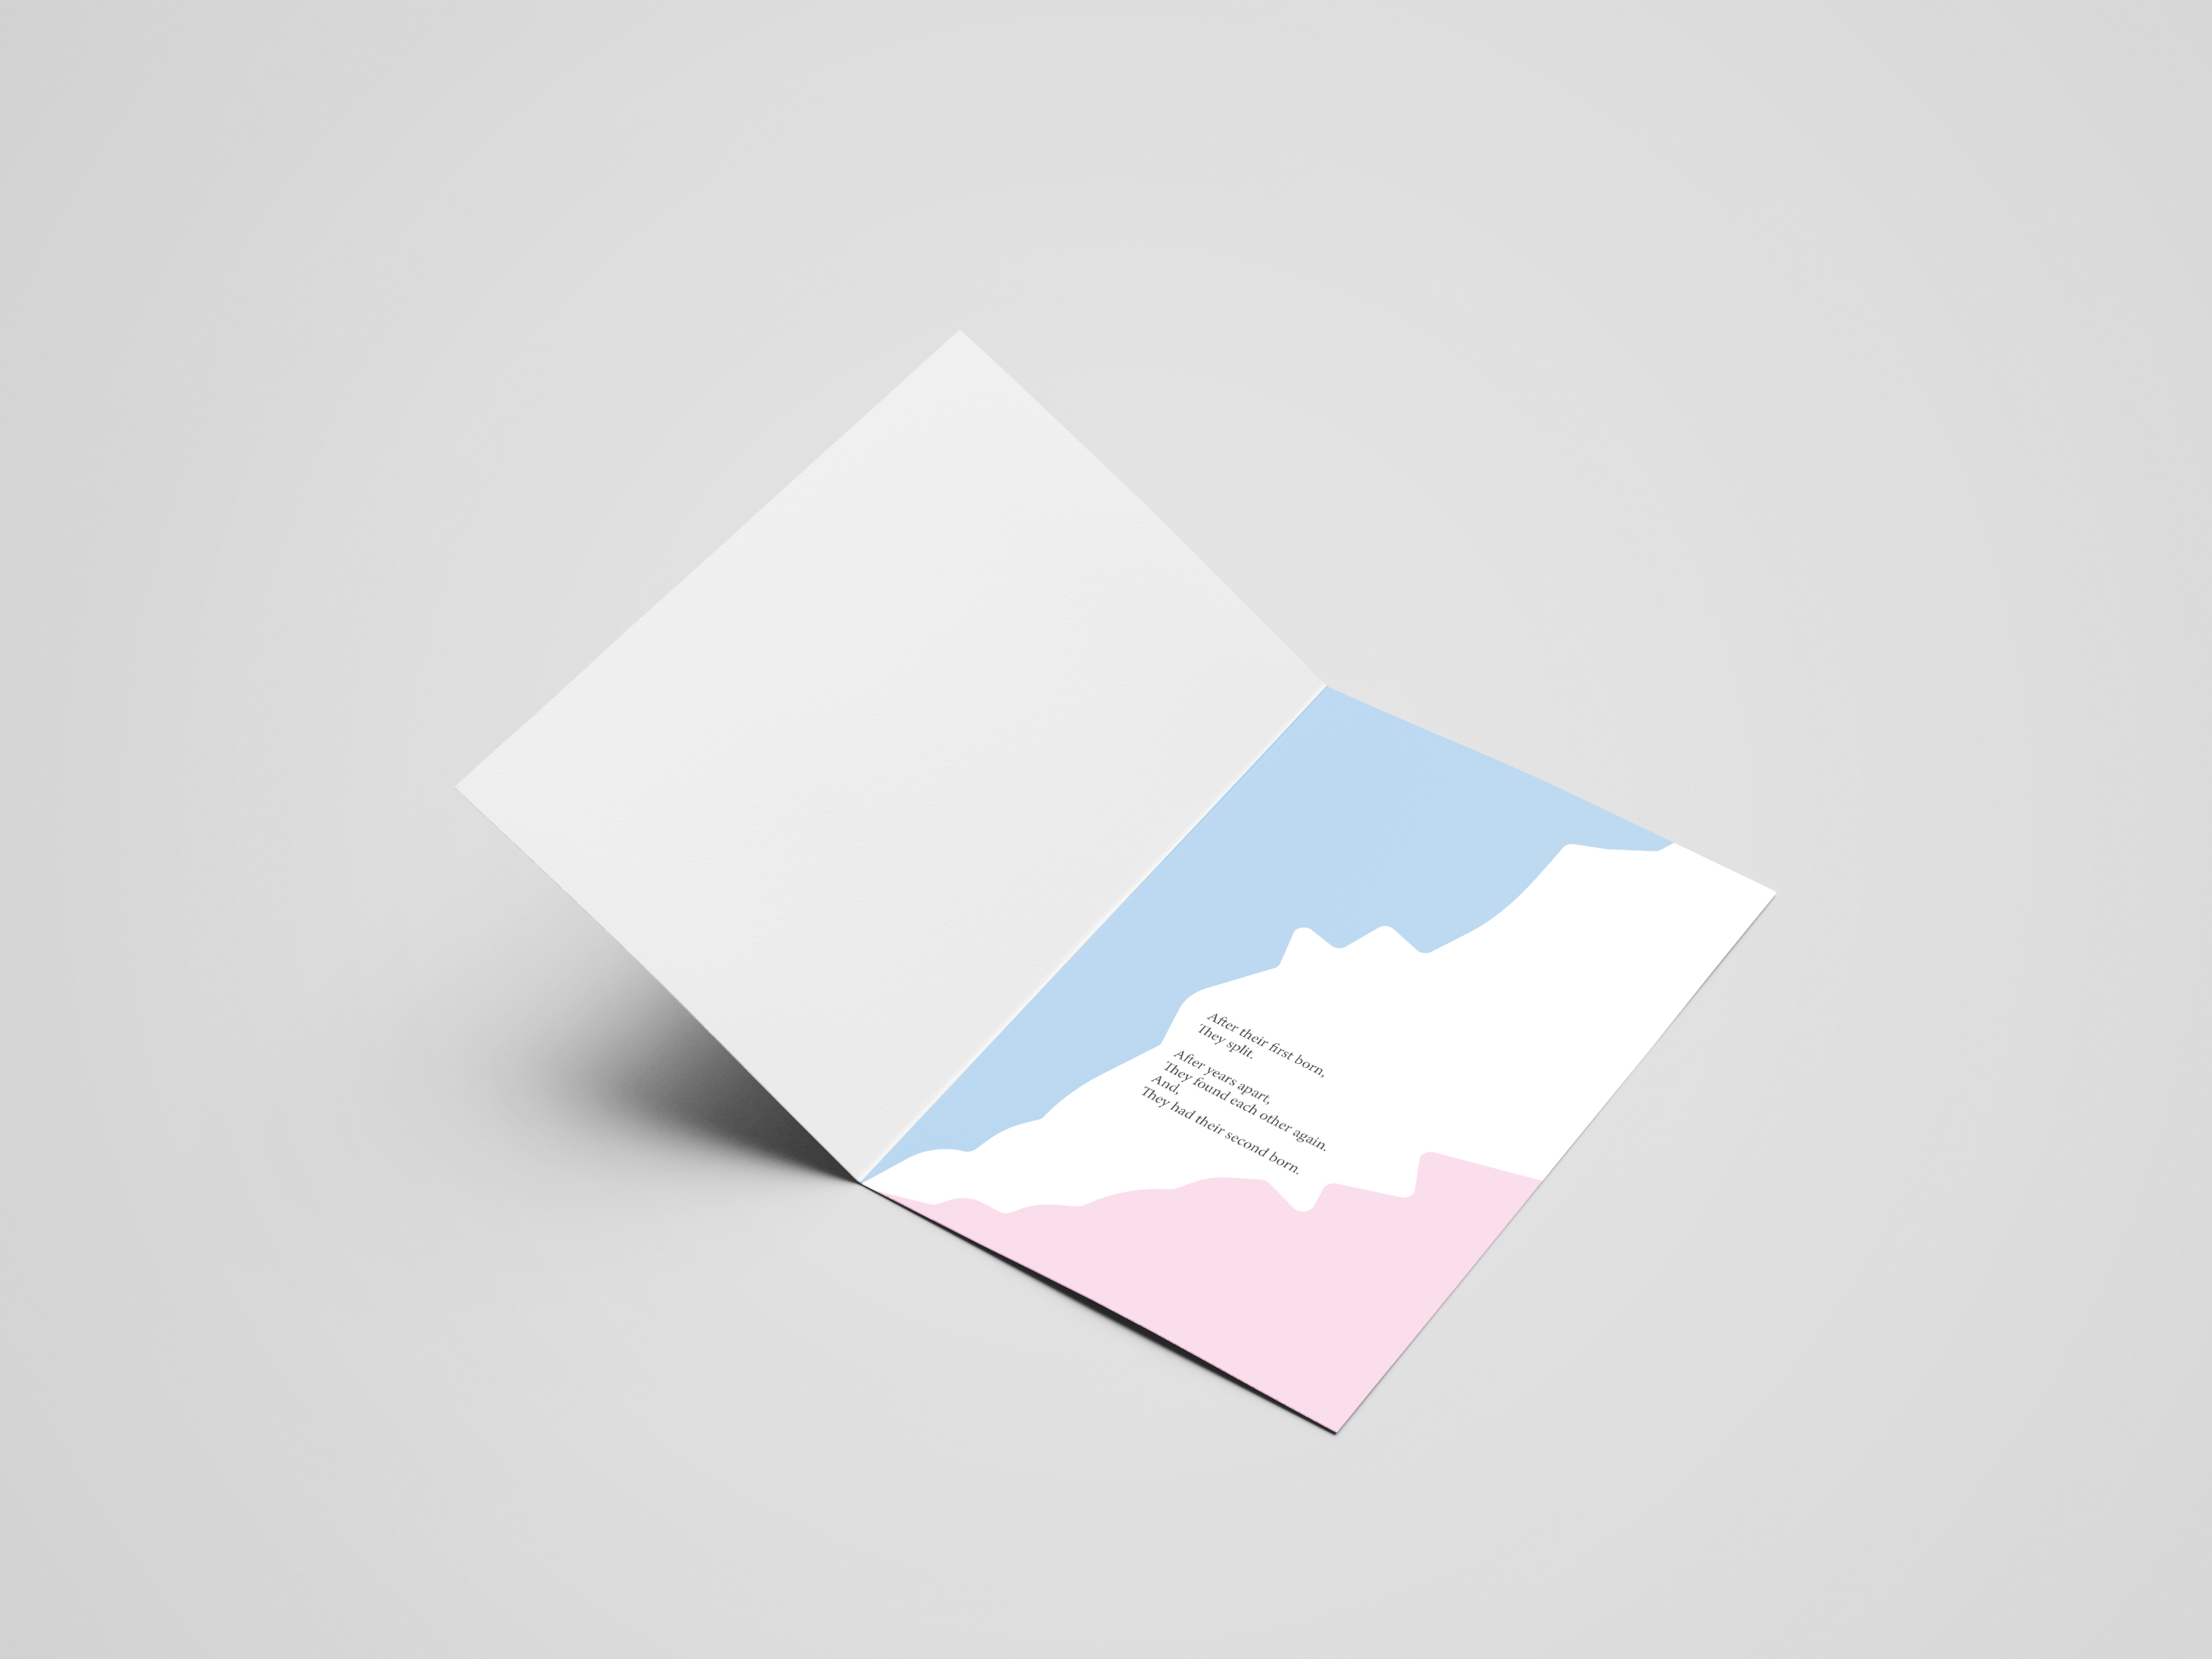 After their first born,
They split.
After years apart,
They found each other again.
And,
They had their second born.